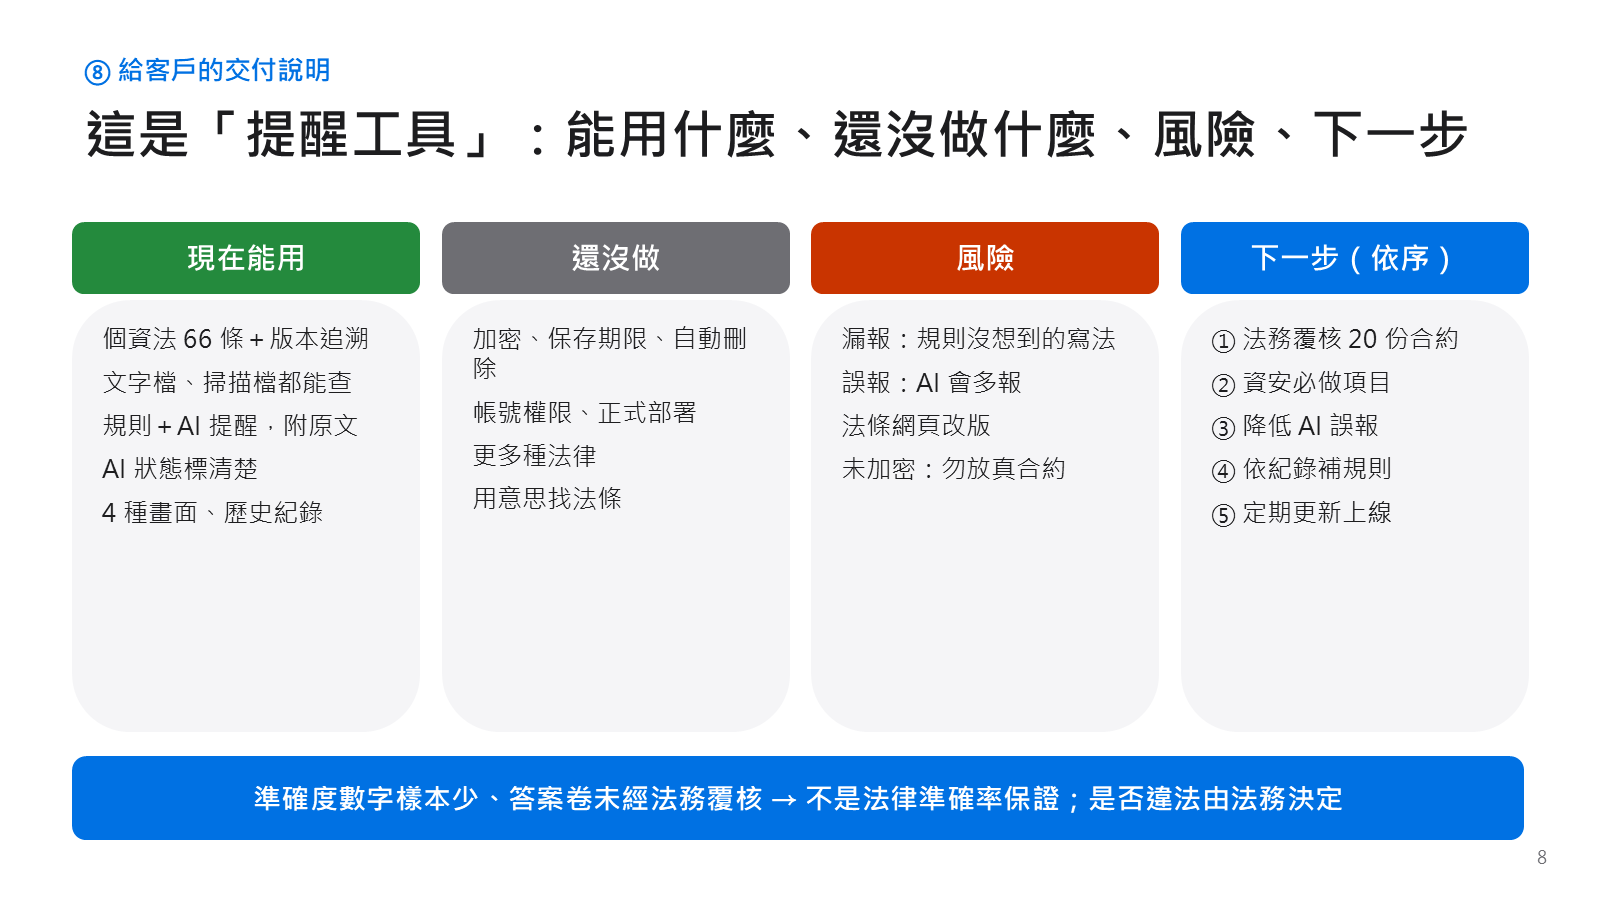 ⑧ 給客戶的交付說明
這是「提醒工具」：能用什麼、還沒做什麼、風險、下一步
現在能用
個資法 66 條＋版本追溯
文字檔、掃描檔都能查
規則＋AI 提醒，附原文
AI 狀態標清楚
4 種畫面、歷史紀錄
還沒做
加密、保存期限、自動刪
除
帳號權限、正式部署
更多種法律
用意思找法條
風險
漏報：規則沒想到的寫法
誤報：AI 會多報
法條網頁改版
未加密：勿放真合約
下一步（依序）
① 法務覆核 20 份合約
② 資安必做項目
③ 降低 AI 誤報
④ 依紀錄補規則
⑤ 定期更新上線
準確度數字樣本少、答案卷未經法務覆核 → 不是法律準確率保證；是否違法由法務決定
8